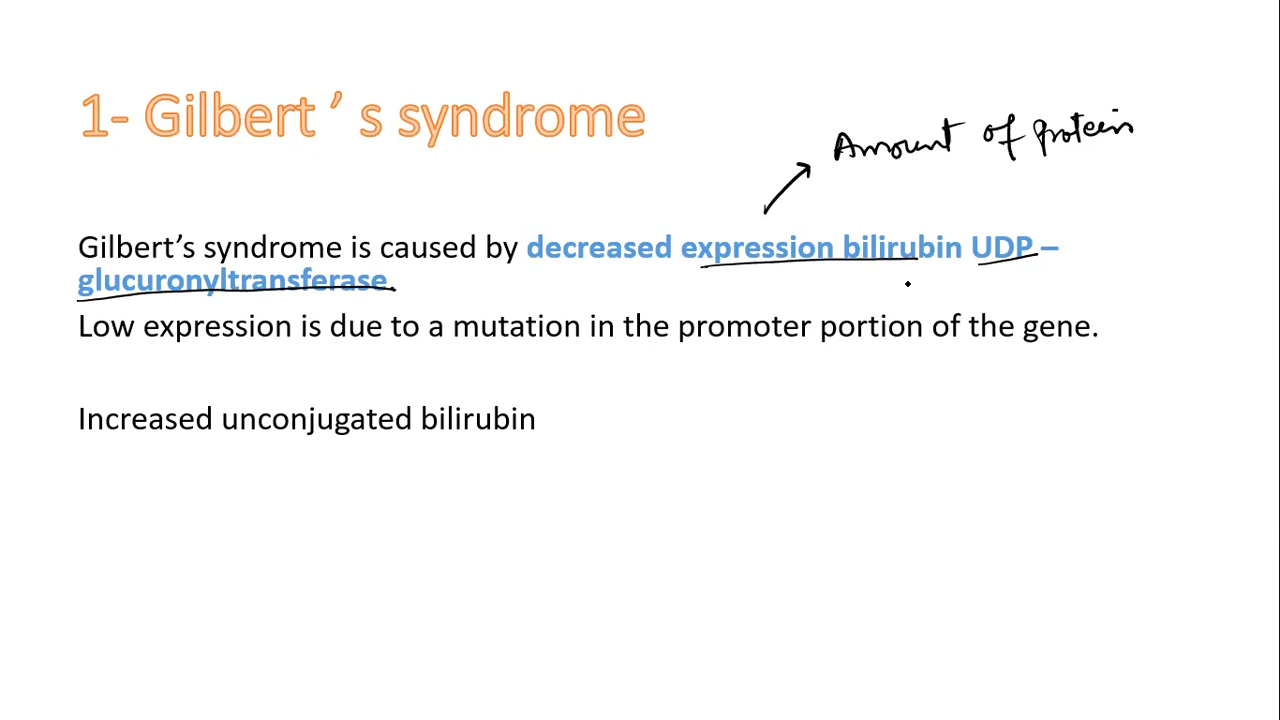 1- Gilbert ’ s syndrome
Amount of protein
Gilbert’s syndrome is caused by decreased expression bilirubin UDP –
glucuronyltransferase.
Low expression is due to a mutation in the promoter portion of the gene.
Increased unconjugated bilirubin